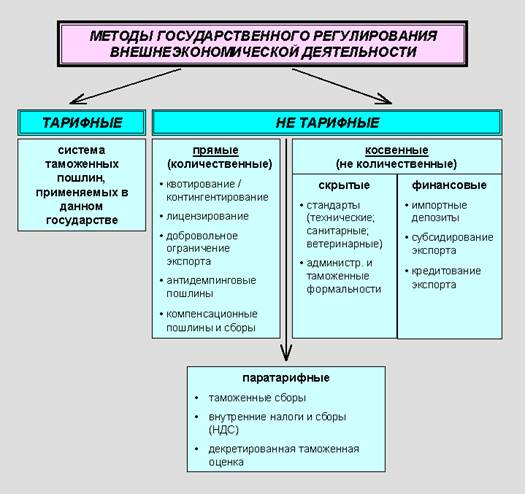 МЕТОДЫ ГОСУДАРСТВЕННОГО РЕГУЛИРОВАНИЯ
ВНЕШНЕЭКОНОМИЧЕСКОЙ ДЕЯТЕЛЬНОСТИ
ТАРИФНЫЕ
система
таможенных
пошлин,
применяемых в
данном
государстве
НЕ ТАРИФНЫЕ
прямые
(количественные)
• квотирование /
контингентирование
• лицензирование
• добровольное
ограничение
экспорта
• антидемпинговые
пошлины
• компенсационные
пошлины и сборы
косвенные
(не количественные)
скрытые
• стандарты
(технические;
санитарные;
ветеринарные)
• администр. и
таможенные
формальности
финансовые
• импортные
депозиты
• субсидирование
экспорта
• кредитование
экспорта
паратарифные
• таможенные сборы
• внутренние налоги и сборы
(НДС)
• декретированная таможенная
оценка